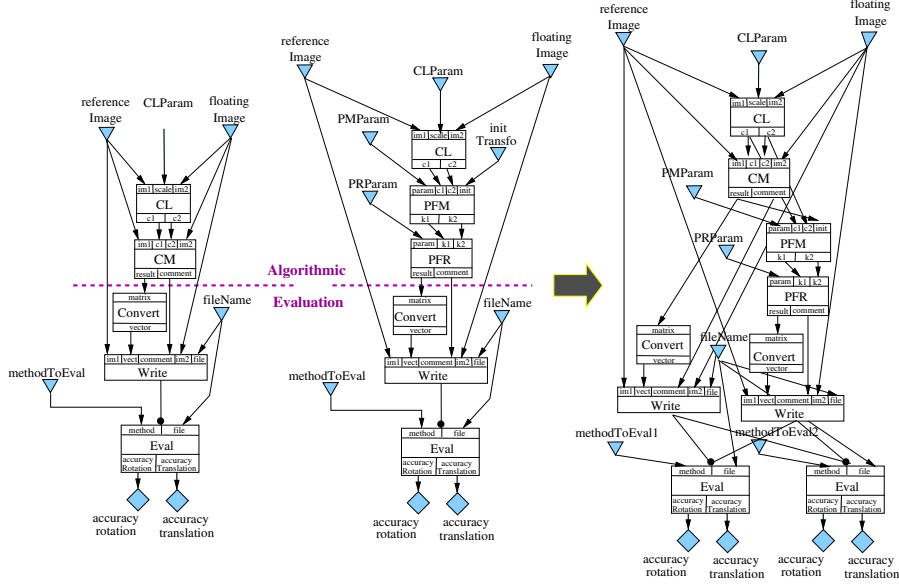 reference
Image
CLParam
floating
Image
im1 scale im2
CL
c1 c2
im1 c1 c2 im2
CM
result comment
matrix
Convert
vector
fileName
im1 vect comment im2 file
Write
methodToEval
method file
Eval
accuracy accuracy
Rotation Translation
accuracy
rotation
accuracy
translation
Algorithmic
Evaluation
reference
Image
CLParam
floating
Image
PMParam
im1 scale im2
CL
c1 c2
init
Transfo
PRParam
param c1 c2 init
PFM
k1 k2
param k1 k2
PFR
result comment
matrix
Convert
vector
fileName
im1 vect comment im2 file
Write
methodToEval
method file
Eval
accuracy accuracy
Rotation Translation
accuracy
rotation
accuracy
translation
reference
Image
CLParam
floating
Image
im1 scale im2
CL
c1 c2
im1 c1 c2 im2
CM
result comment
PMParam
param c1 c2 init
PFM
k1 k2
PRParam
param k1 k2
PFR
result comment
matrix
Convert
vector
fileName
matrix
Convert
vector
im1 vect comment im2 file
Write
im1 vect comment im2 file
Write
methodToEval1
methodToEval2
method file
Eval
accuracy accuracy
Rotation Translation
method file
Eval
accuracy accuracy
Rotation Translation
accuracy
rotation
accuracy
translation
accuracy
rotation
accuracy
translation